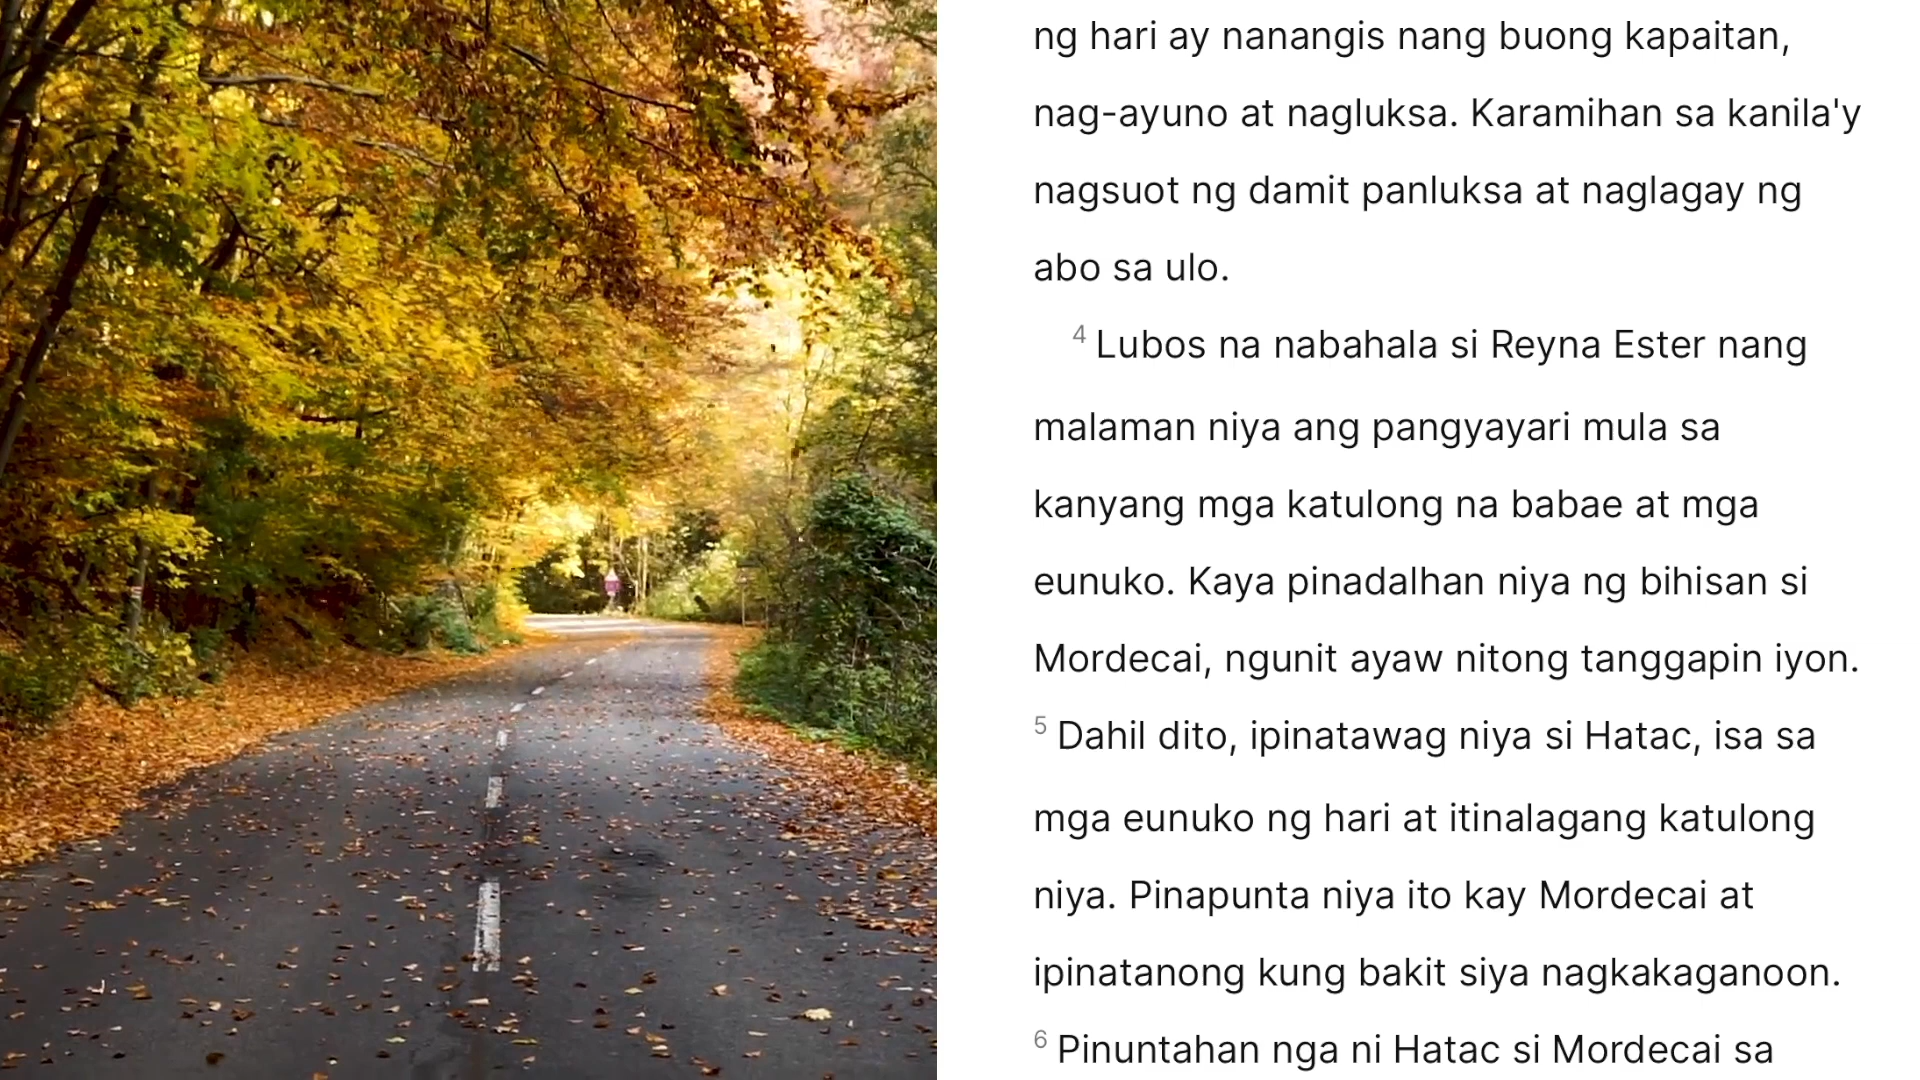 ng hari ay nanangis nang buong kapaitan,
nag-ayuno at nagluksa. Karamihan sa kanila'y
nagsuot ng damit panluksa at naglagay ng
abo sa ulo.
4 Lubos na nabahala si Reyna Ester nang
malaman niya ang pangyayari mula sa
kanyang mga katulong na babae at mga
eunuko. Kaya pinadalhan niya ng bihisan si
Mordecai, ngunit ayaw nitong tanggapin iyon.
5 Dahil dito, ipinatawag niya si Hatac, isa sa
mga eunuko ng hari at itinalagang katulong
niya. Pinapunta niya ito kay Mordecai at
ipinatanong kung bakit siya nagkakaganoon.
6 Pinuntahan nga ni Hatac si Mordecai sa